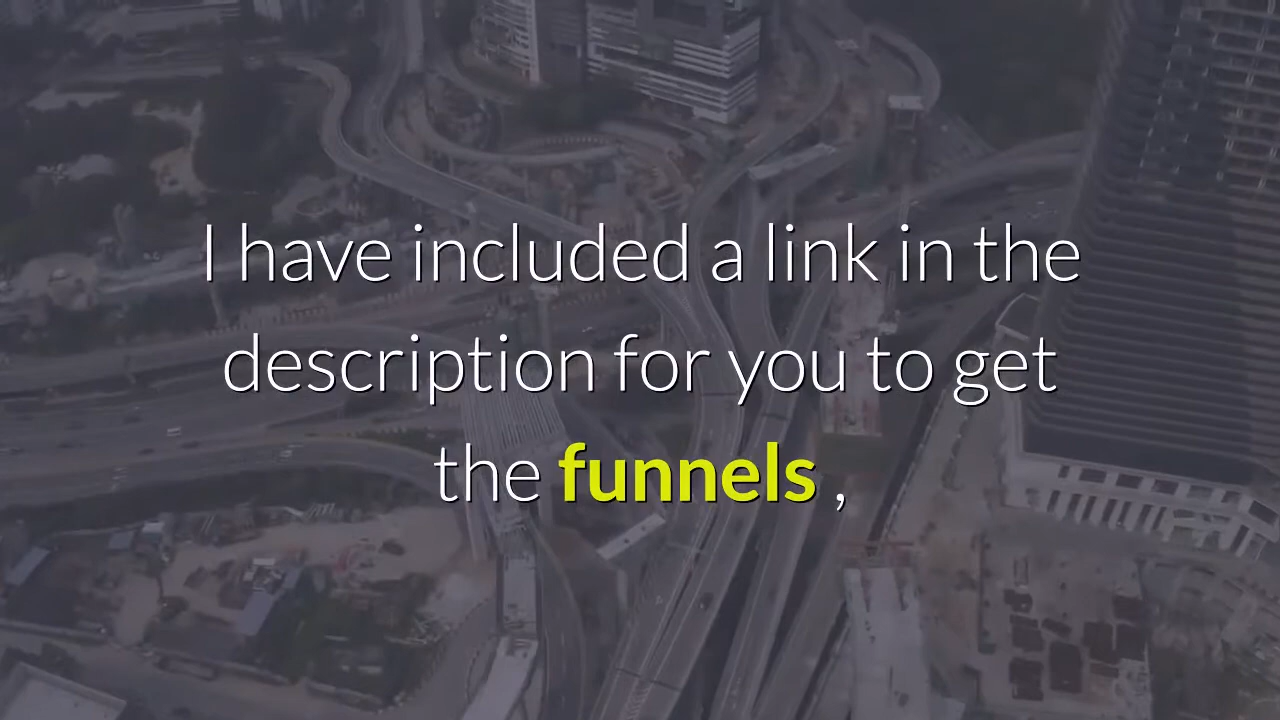 I have included a link in the
description for you to get
the funnels ,